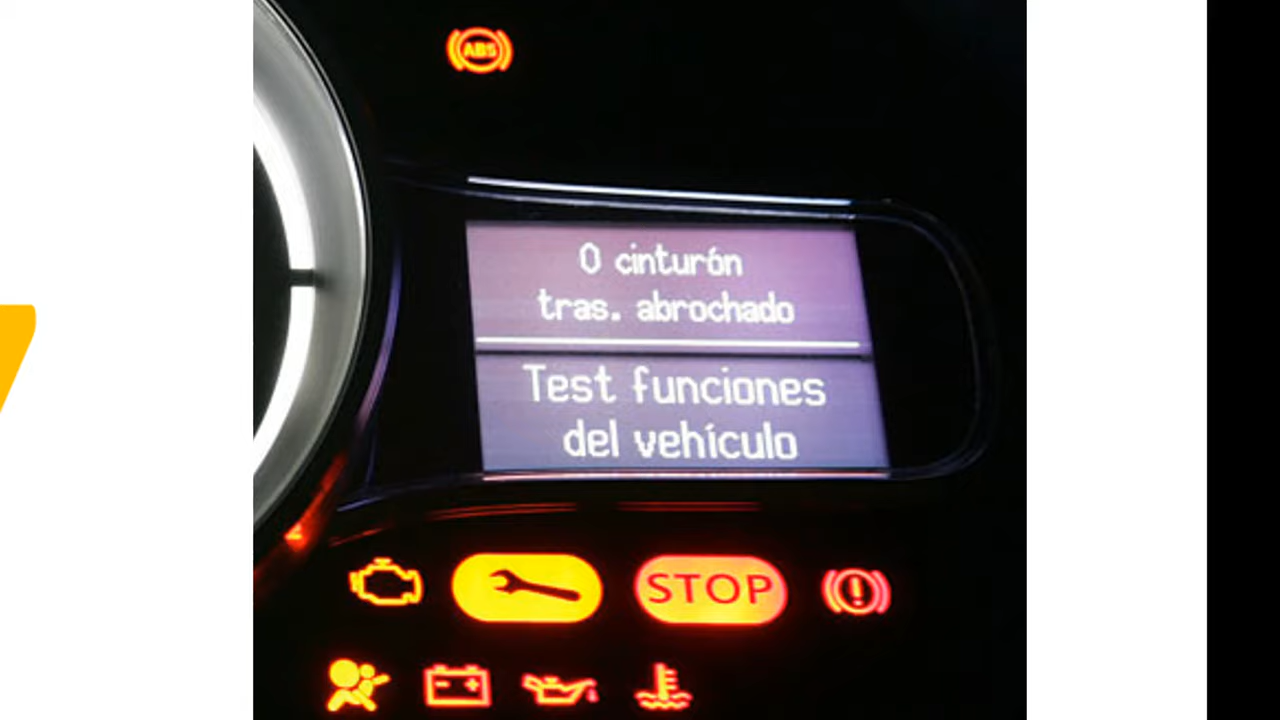 ABS
0 cinturón
tras. abrochado
Test funciones
del vehículo
STOP